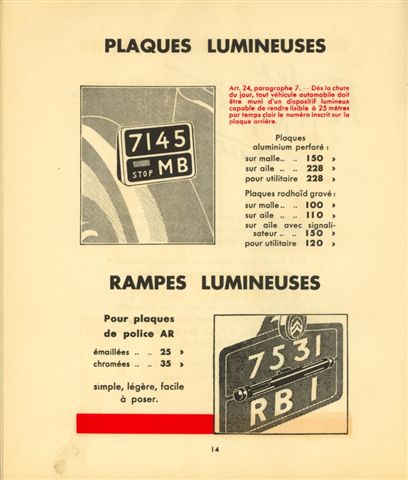 PLAQUES LUMINEUSES
Art. 24, paragraphe 7. — Dès la chute
du jour, tout véhicule automobile doit
être muni d'un dispositif lumineux
capable de rendre lisible à 25 mètres
par temps clair le numéro inscrit sur la
plaque arrière.
7145
STOP MB
Plaques
aluminium perforé :
sur malle.. .. 150 »
sur aile .. .. 228 »
pour utilitaire 228 »
Plaques rodhoïd gravé :
sur malle.. .. 100 »
sur aile .. .. 110 »
sur aile avec signali-
sateur .. .. 150 »
pour utilitaire 120 »
RAMPES LUMINEUSES
Pour plaques
de police AR
émaillées .. .. 25 »
chromées .. .. 35 »
simple, légère, facile
à poser.
7531
RB 1
14